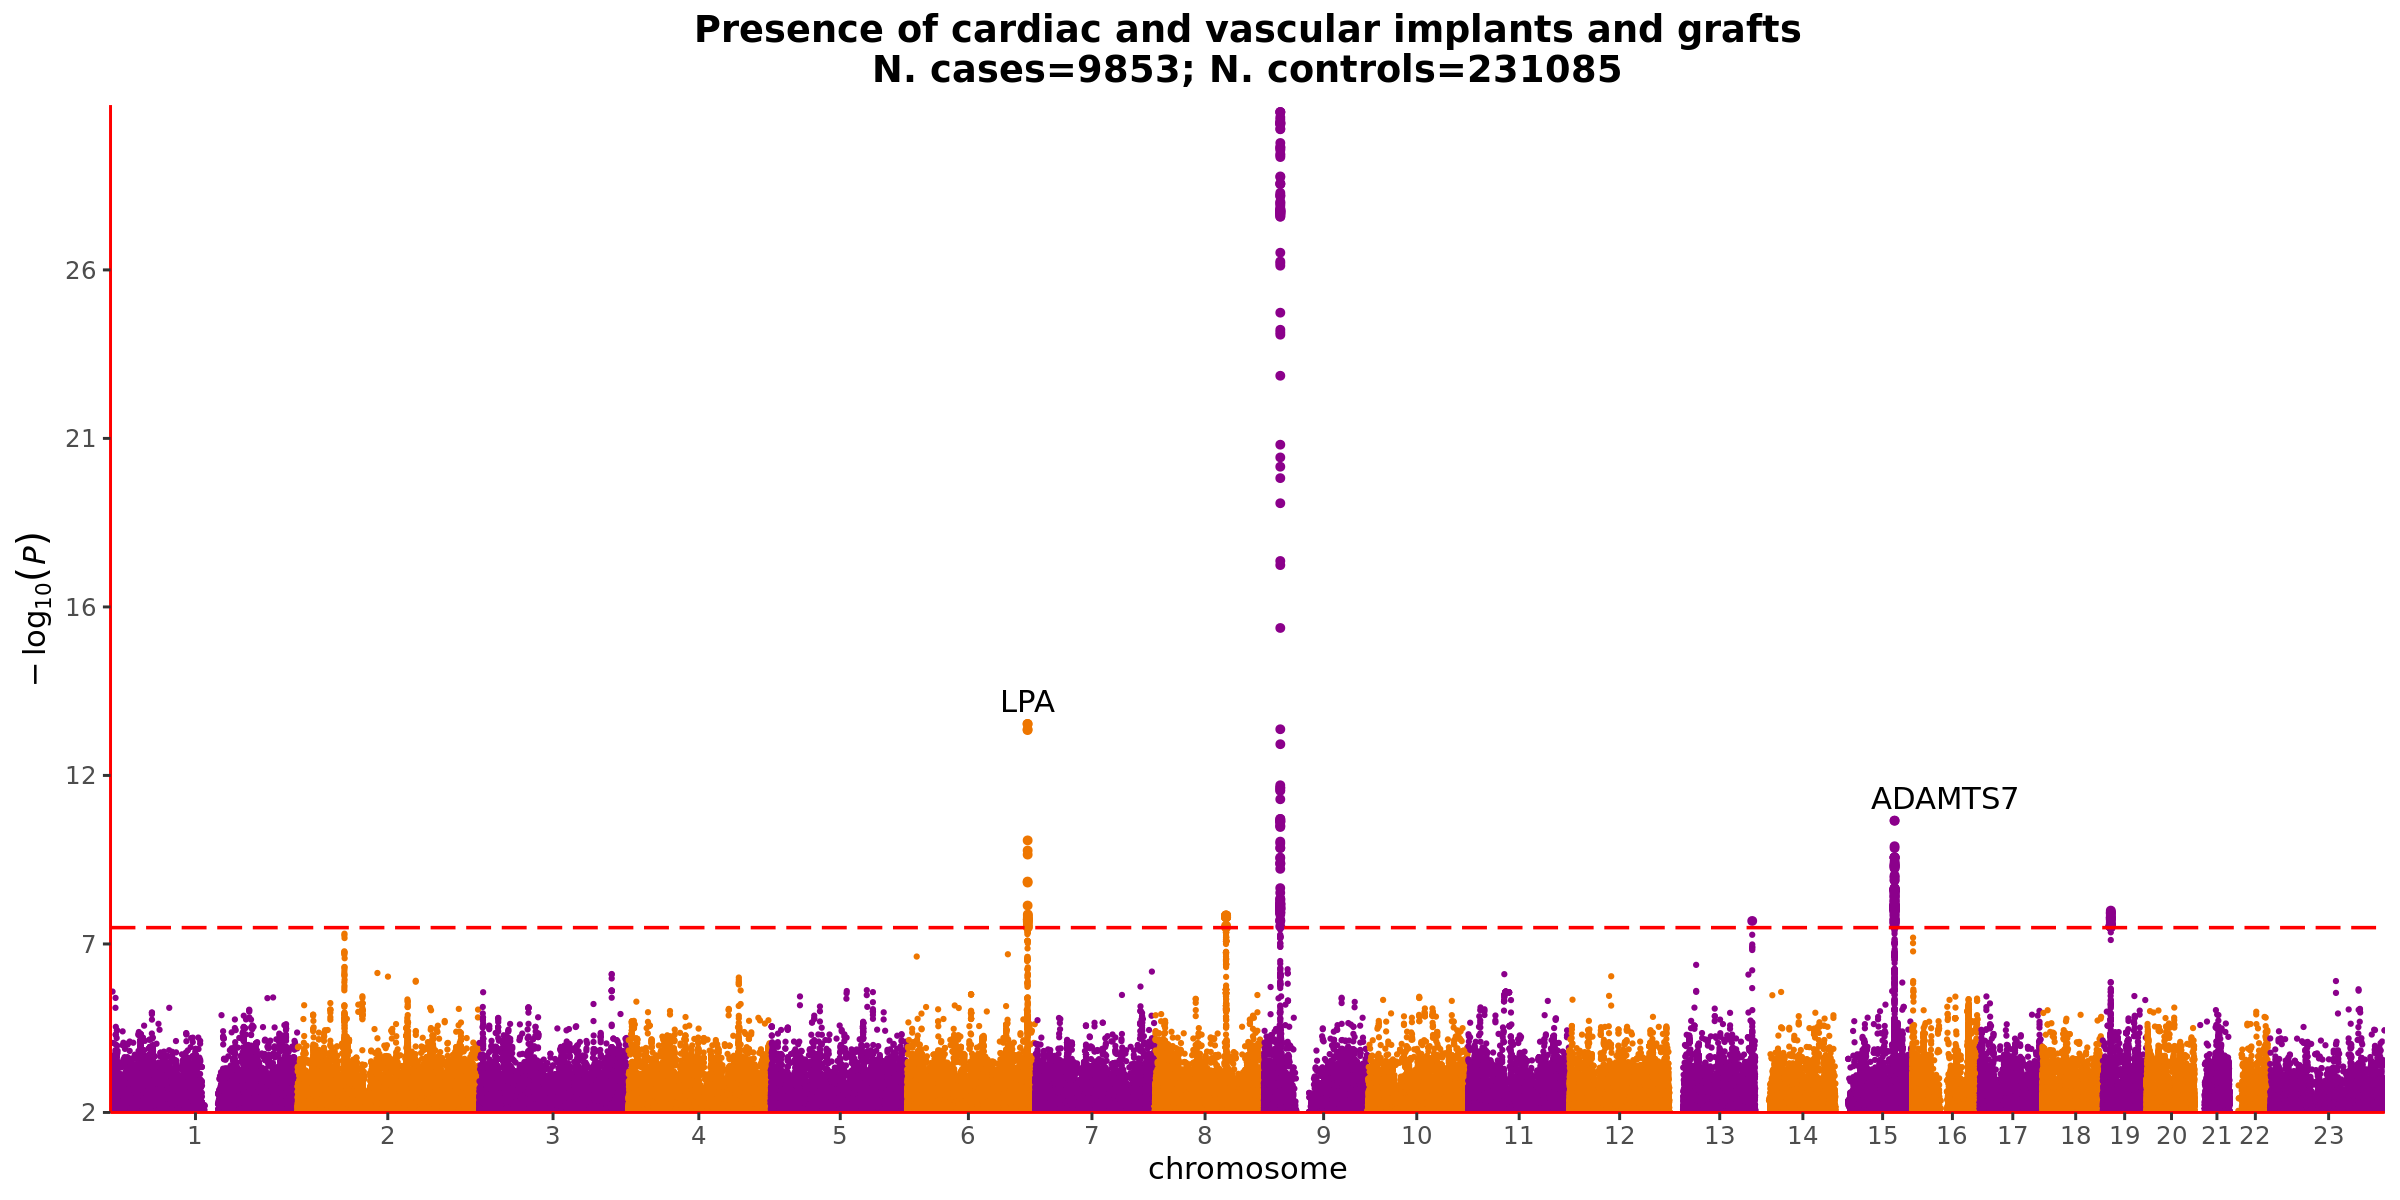 Presence of cardiac and vascular implants and grafts
N. cases=9853; N. controls=231085
26
21
16
12
7
2
− log10(P)
LPA
ADAMTS7
1 2 3 4 5 6 7 8 9 10 11 12 13 14 15 16 17 18 19 20 21 22 23
chromosome